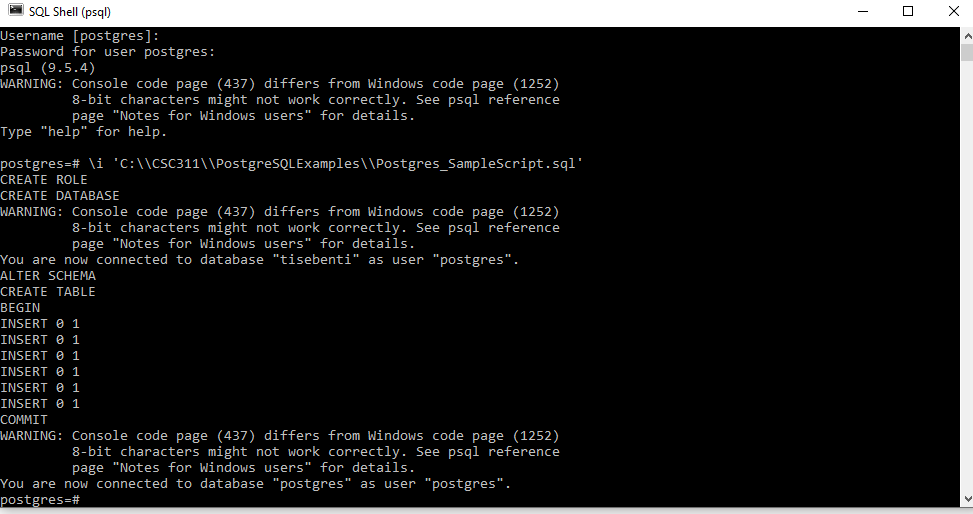 SQL Shell (psql)
Username [postgres]:
Password for user postgres:
psql (9.5.4)
WARNING: Console code page (437) differs from Windows code page (1252)
         8-bit characters might not work correctly. See psql reference
         page "Notes for Windows users" for details.
Type "help" for help.

postgres=# \i 'C:\\CSC311\\PostgreSQLExamples\\Postgres_SampleScript.sql'
CREATE ROLE
CREATE DATABASE
WARNING: Console code page (437) differs from Windows code page (1252)
         8-bit characters might not work correctly. See psql reference
         page "Notes for Windows users" for details.
You are now connected to database "tisebenti" as user "postgres".
ALTER SCHEMA
CREATE TABLE
BEGIN
INSERT 0 1
INSERT 0 1
INSERT 0 1
INSERT 0 1
INSERT 0 1
INSERT 0 1
COMMIT
WARNING: Console code page (437) differs from Windows code page (1252)
         8-bit characters might not work correctly. See psql reference
         page "Notes for Windows users" for details.
You are now connected to database "postgres" as user "postgres".
postgres=#